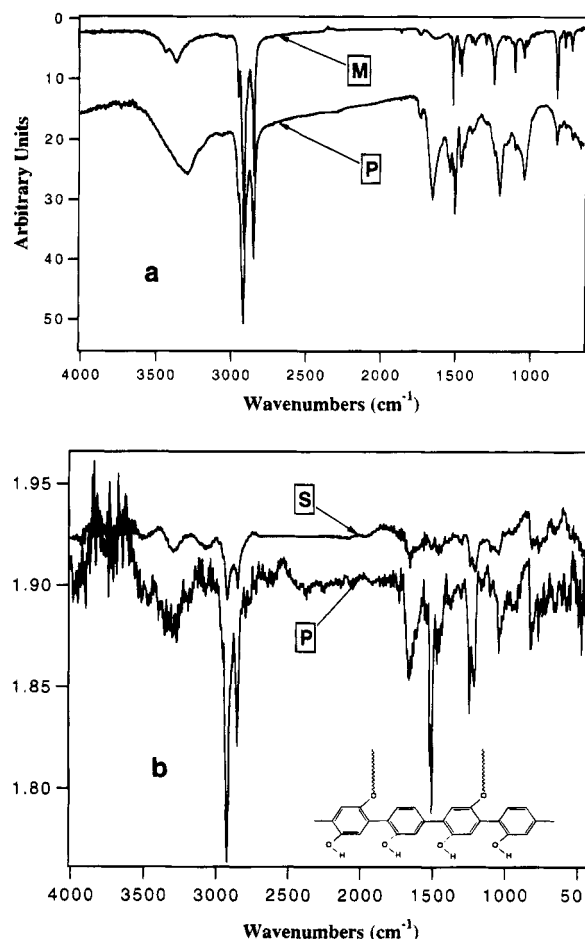 0
10
20
30
40
50
Arbitrary Units
M
P
a
4000 3500 3000 2500 2000 1500 1000
Wavenumbers (cm-1)
1.95
1.90
1.85
1.80
S
P
b
O O
O H O H O H O H
4000 3500 3000 2500 2000 1500 1000 50
Wavenumbers (cm-1)